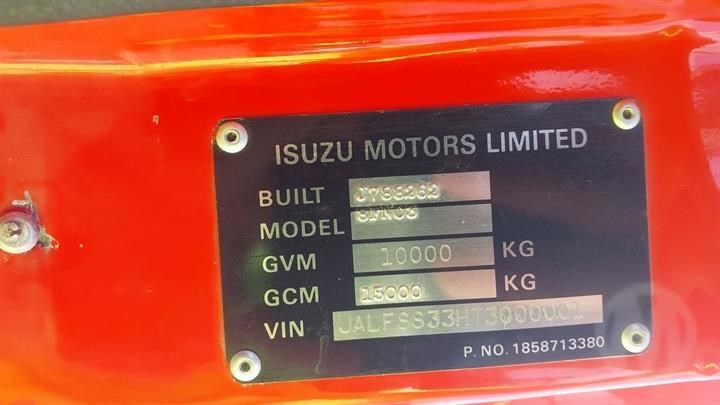 ISUZU MOTORS LIMITED
BUILT J788262
MODEL
GVM 10000 KG
GCM 15000 KG
VIN JALFSS33HT3000001
P. NO. 1858713380